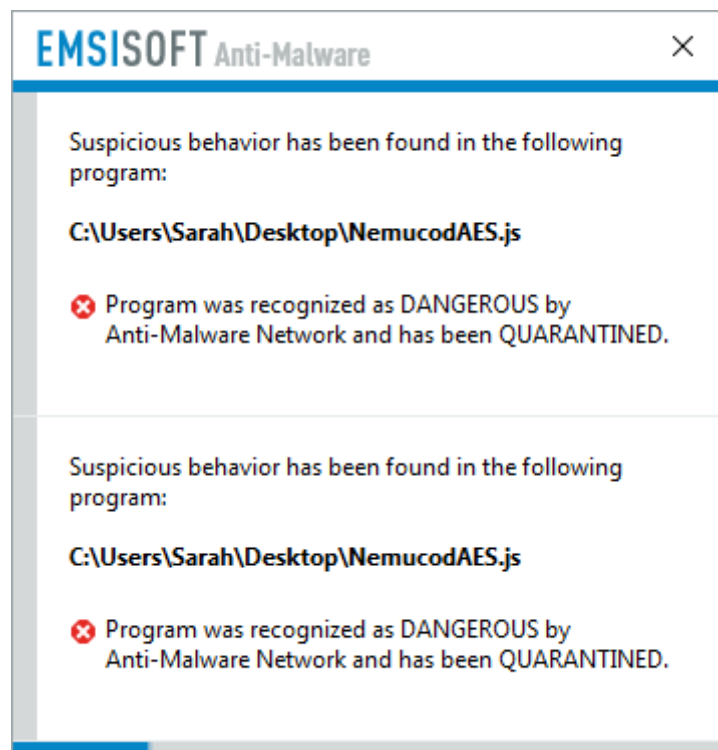 EMSISOFT Anti-Malware
Suspicious behavior has been found in the following
program:
C:\Users\Sarah\Desktop\NemucodAES.js
Program was recognized as DANGEROUS by
Anti-Malware Network and has been QUARANTINED.
Suspicious behavior has been found in the following
program:
C:\Users\Sarah\Desktop\NemucodAES.js
Program was recognized as DANGEROUS by
Anti-Malware Network and has been QUARANTINED.